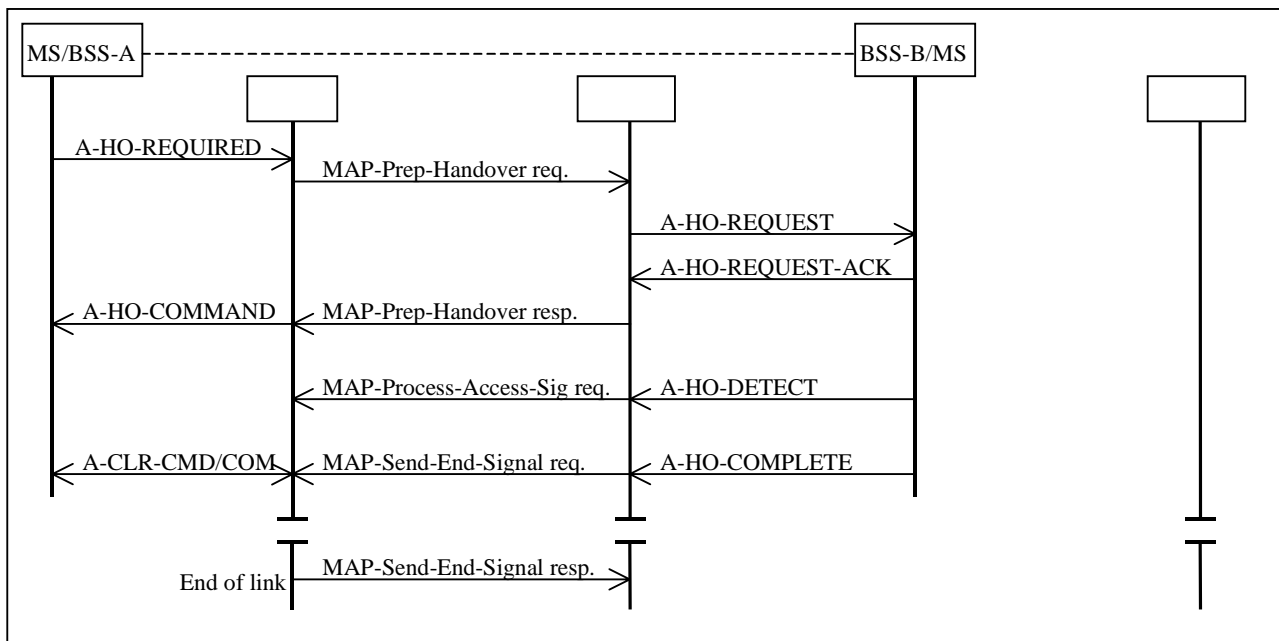 MS/BSS-A
BSS-B/MS
A-HO-REQUIRED
MAP-Prep-Handover req.
A-HO-REQUEST
A-HO-REQUEST-ACK
A-HO-COMMAND
MAP-Prep-Handover resp.
MAP-Process-Access-Sig req.
A-HO-DETECT
A-CLR-CMD/COM
MAP-Send-End-Signal req.
A-HO-COMPLETE
End of link
MAP-Send-End-Signal resp.